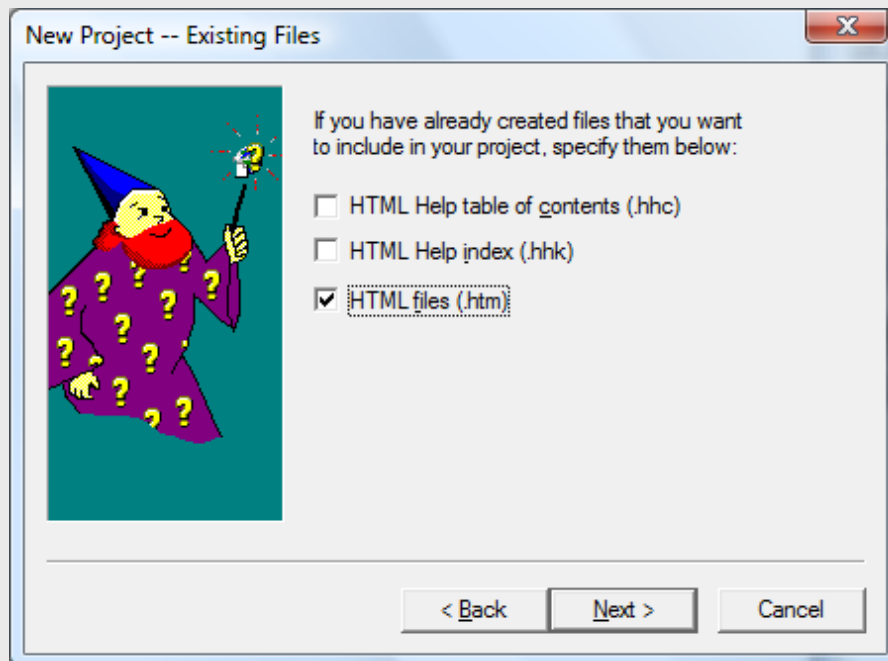 New Project -- Existing Files
If you have already created files that you want
to include in your project, specify them below:
HTML Help table of contents (.hhc)
HTML Help index (.hhk)
HTML files (.htm)
< Back
Next >
Cancel